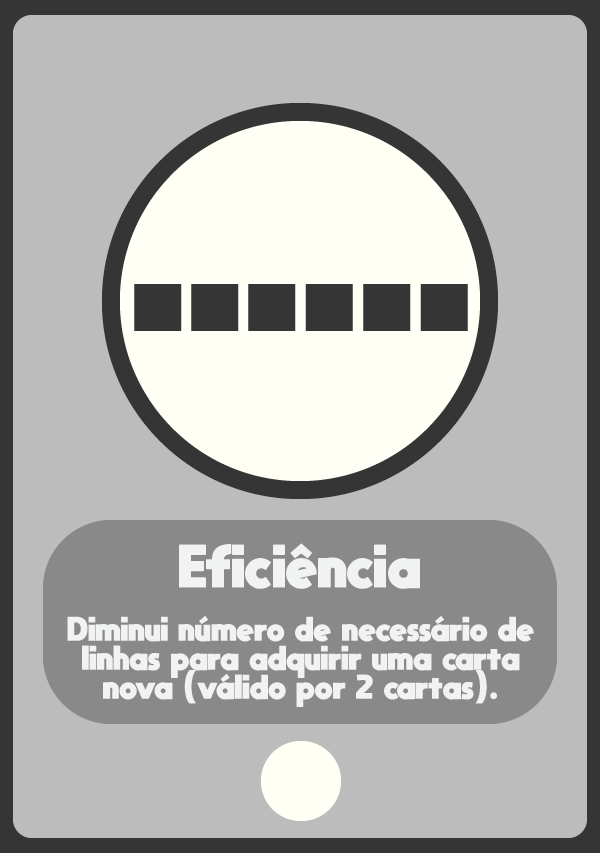 Eficiência
Diminui número de necessário de
linhas para adquirir uma carta
nova (válido por 2 cartas).